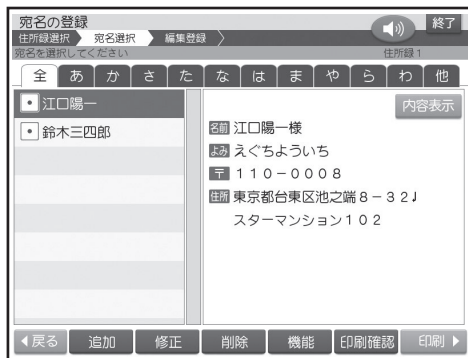 宛名の登録
終了
住所録選択 宛名選択 編集登録
宛名を選択してください 住所録1
全 あ か さ た な は ま や ら わ 他
江口陽一
鈴木三四郎
内容表示
名前 江口陽一様
よみ えぐちよういち
〒 110-0008
住所 東京都台東区池之端8-32↲
スターマンション102
戻る 追加 修正 削除 機能 印刷確認 印刷